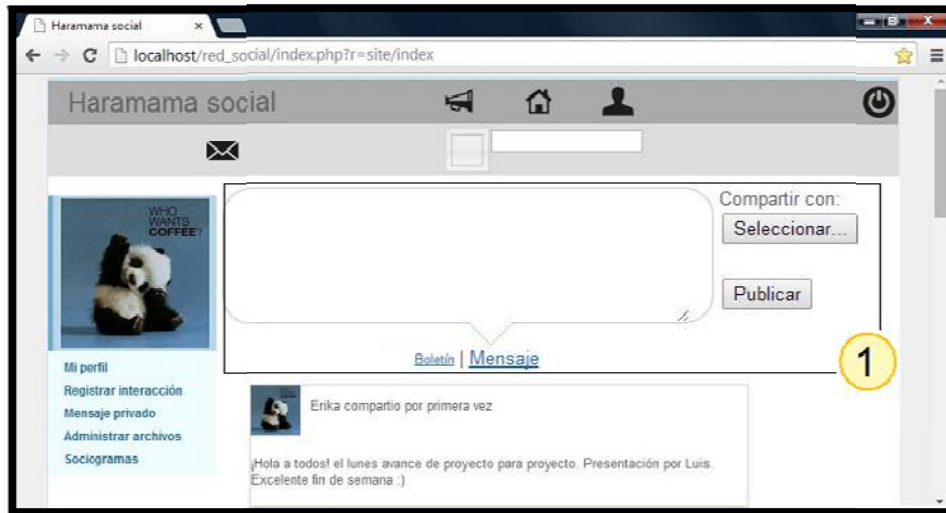 Haramama social
localhost/red_social/index.php?r=site/index
Haramama social
WHO
WANTS
COFFEE?
Compartir con:
Seleccionar...
Publicar
Boletín | Mensaje
1
Mi perfil
Registrar interacción
Mensaje privado
Administrar archivos
Sociogramas
Erika compartio por primera vez
¡Hola a todos! el lunes avance de proyecto para proyecto. Presentación por Luis.
Excelente fin de semana :)